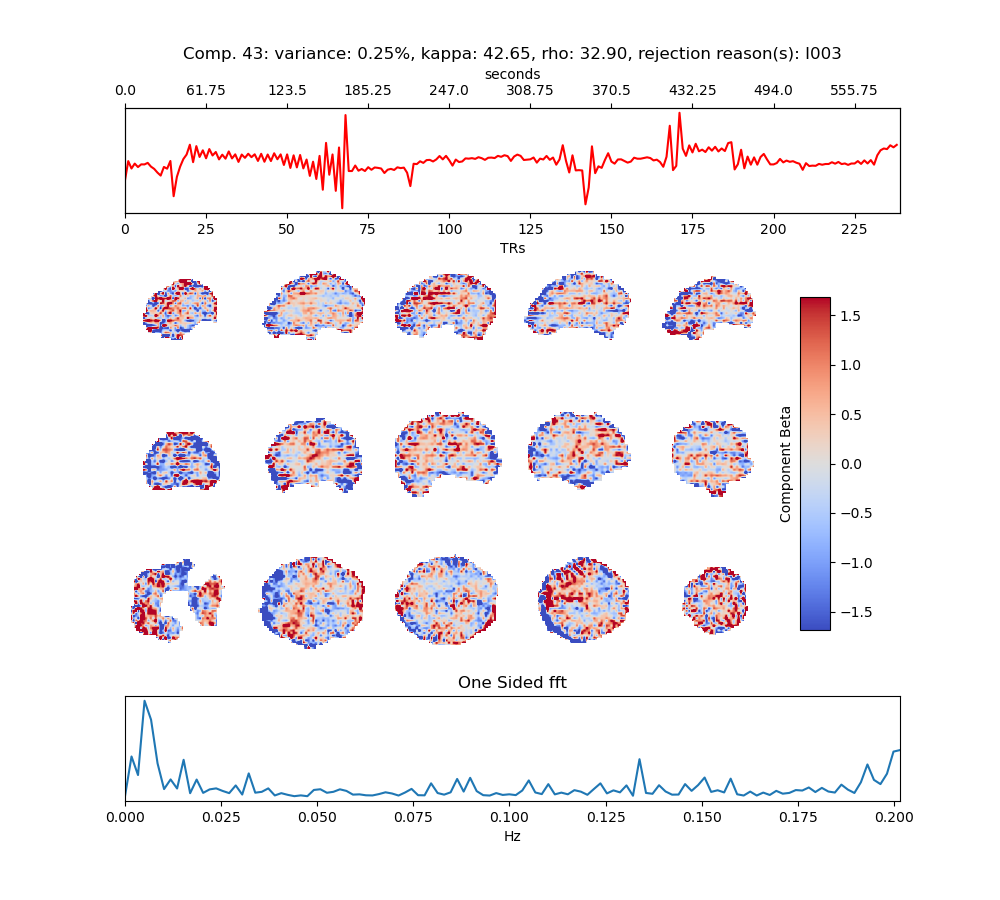 Comp. 43: variance: 0.25%, kappa: 42.65, rho: 32.90, rejection reason(s): I003
seconds
0.0 61.75 123.5 185.25 247.0 308.75 370.5 432.25 494.0 555.75
0 25 50 75 100 125 150 175 200 225
TRs
1.5
1.0
0.5
0.0
−0.5
−1.0
−1.5
Component Beta
One Sided fft
0.000 0.025 0.050 0.075 0.100 0.125 0.150 0.175 0.200
Hz